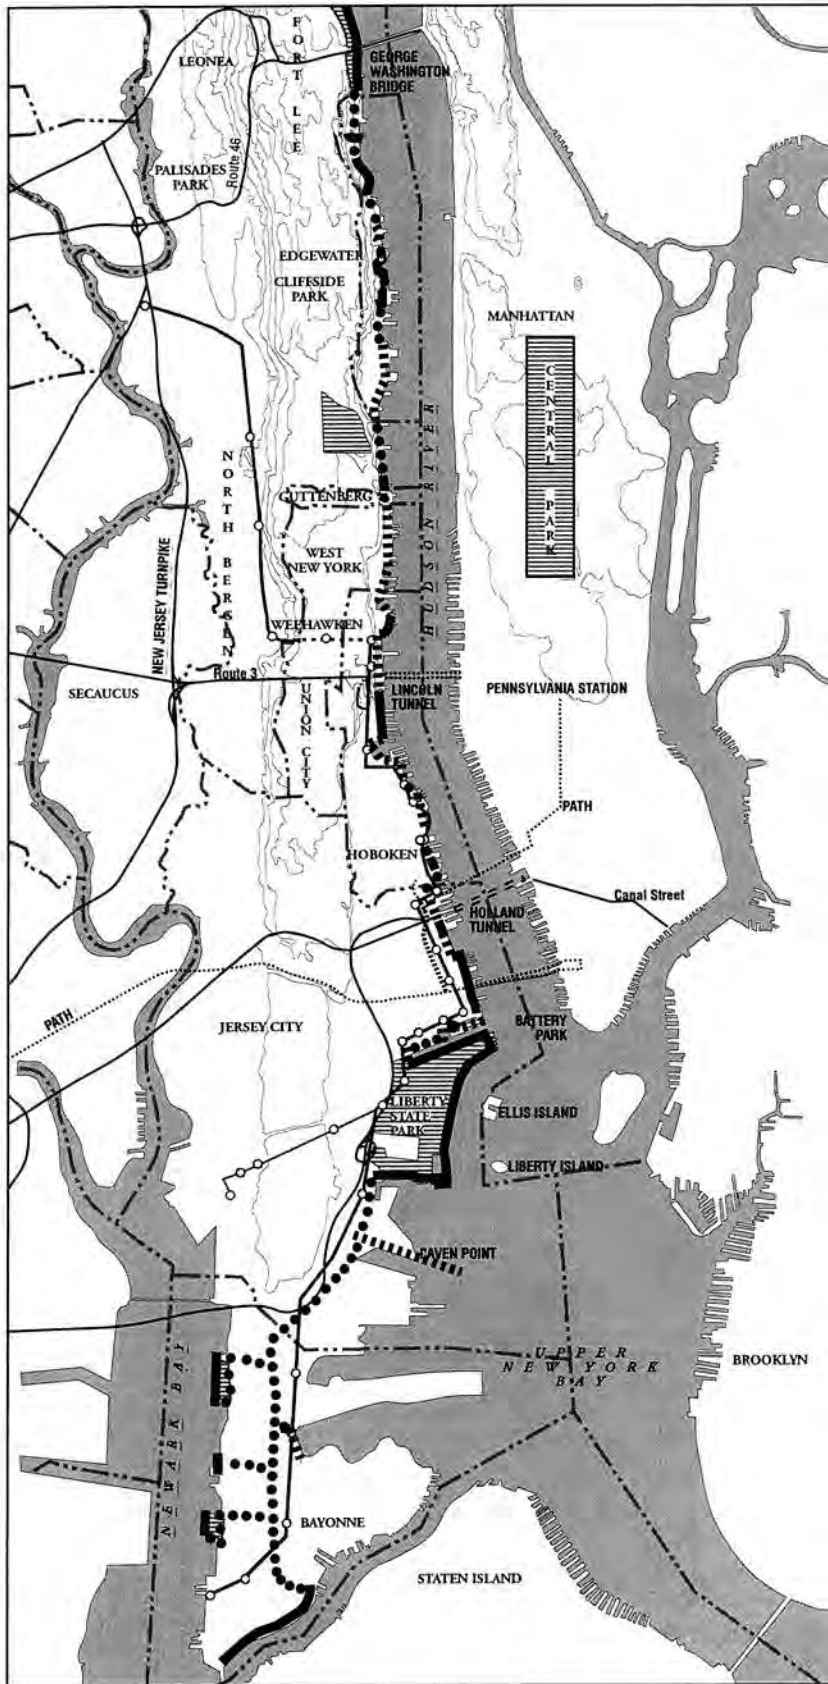 FORT LEE
LEONEA
GEORGE
WASHINGTON
BRIDGE
Route 46
PALISADES
PARK
EDGEWATER
CLIFFSIDE
PARK
MANHATTAN
CENTRAL PARK
HUDSON RIVER
NORTH BERGEN
GUTTENBERG
WEST
NEW YORK
NEW JERSEY TURNPIKE
WEEHAWKEN
Route 3
SECAUCUS
UNION CITY
LINCOLN
TUNNEL
PENNSYLVANIA STATION
PATH
HOBOKEN
Canal Street
HOLLAND
TUNNEL
PATH
JERSEY CITY
BATTERY
PARK
LIBERTY
STATE
PARK
ELLIS ISLAND
LIBERTY ISLAND
CAVEN POINT
UPPER
NEW YORK
BAY
BROOKLYN
NEWARK BAY
BAYONNE
STATEN ISLAND